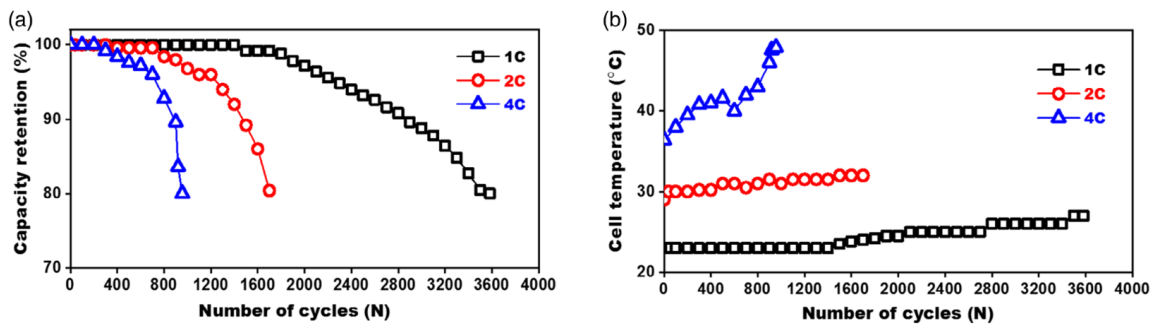 (a)
100
90
80
70
Capacity retention (%)
0 400 800 1200 1600 2000 2400 2800 3200 3600 4000
Number of cycles (N)
1C
2C
4C
(b)
50
40
30
20
Cell temperature (°C)
0 400 800 1200 1600 2000 2400 2800 3200 3600 4000
Number of cycles (N)
1C
2C
4C